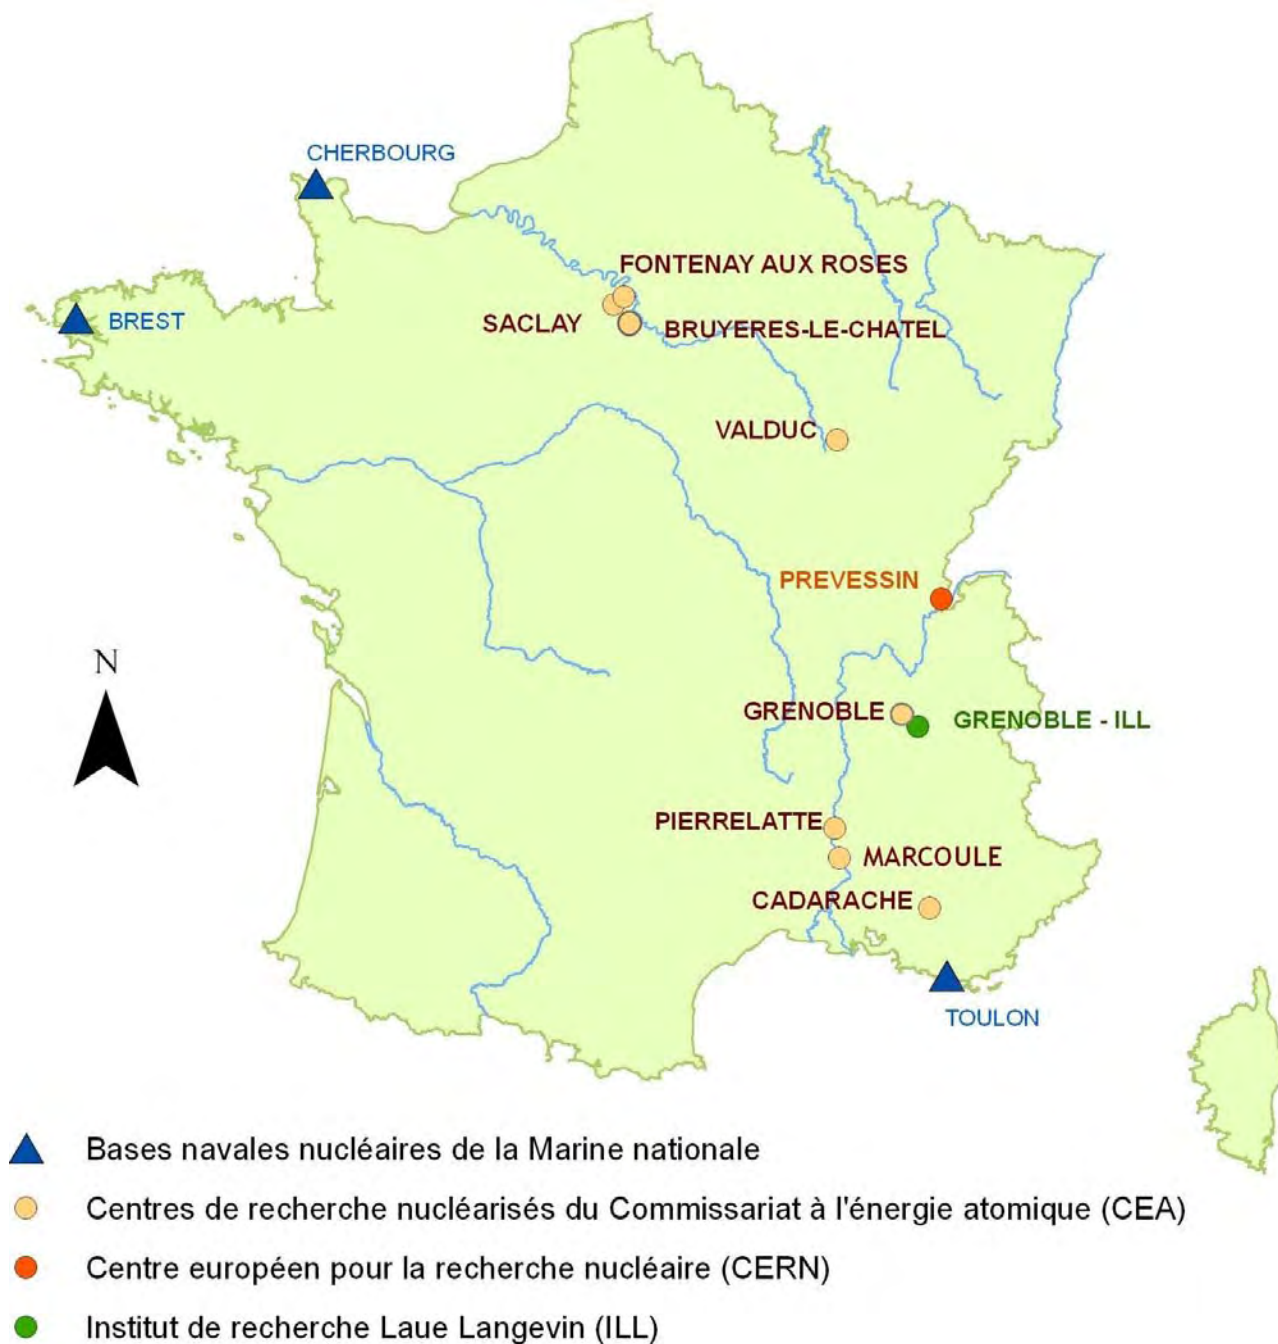 CHERBOURG
FONTENAY AUX ROSES
BREST
SACLAY
BRUYERES-LE-CHATEL
VALDUC
PREVESSIN
N
GRENOBLE
GRENOBLE - ILL
PIERRELATTE
MARCOULE
CADARACHE
TOULON
Bases navales nucléaires de la Marine nationale
Centres de recherche nucléarisés du Commissariat à l'énergie atomique (CEA)
Centre européen pour la recherche nucléaire (CERN)
Institut de recherche Laue Langevin (ILL)